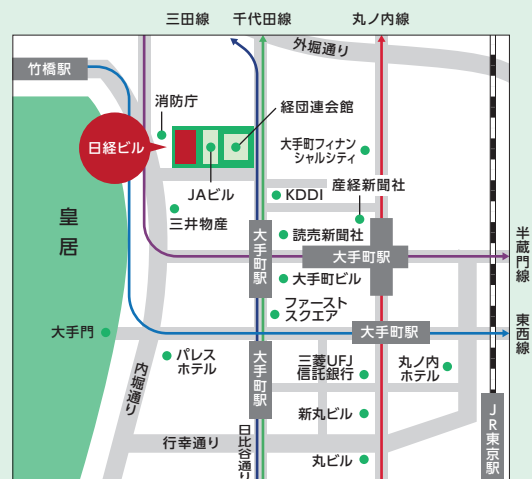 三田線
千代田線
丸ノ内線
外堀通り
竹橋駅
消防庁
経団連会館
日経ビル
大手町フィナン
シャルシティ
JAビル
KDDI
産経新聞社
皇居
三井物産
大手町駅
読売新聞社
大手町駅
半蔵門線
大手町ビル
ファースト
スクエア
大手門
大手町駅
東西線
パレス
ホテル
大手町駅
三菱UFJ
信託銀行
丸ノ内
ホテル
内堀通り
新丸ビル
JR東京駅
行幸通り
日比谷通り
丸ビル